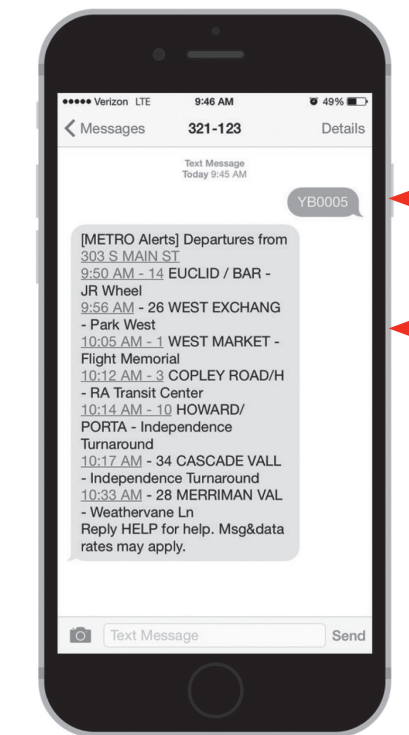 Verizon LTE 9:46 AM 49%
Messages 321-123 Details
Text Message
Today 9:45 AM
YB0005
[METRO Alerts] Departures from
303 S MAIN ST
9:50 AM - 14 EUCLID / BAR -
JR Wheel
9:56 AM - 26 WEST EXCHANG
- Park West
10:05 AM - 1 WEST MARKET -
Flight Memorial
10:12 AM - 3 COPLEY ROAD/H
- RA Transit Center
10:14 AM - 10 HOWARD/
PORTA - Independence
Turnaround
10:17 AM - 34 CASCADE VALL
- Independence Turnaround
10:33 AM - 28 MERRIMAN VAL
- Weathervane Ln
Reply HELP for help. Msg&data
rates may apply.
Text Message Send